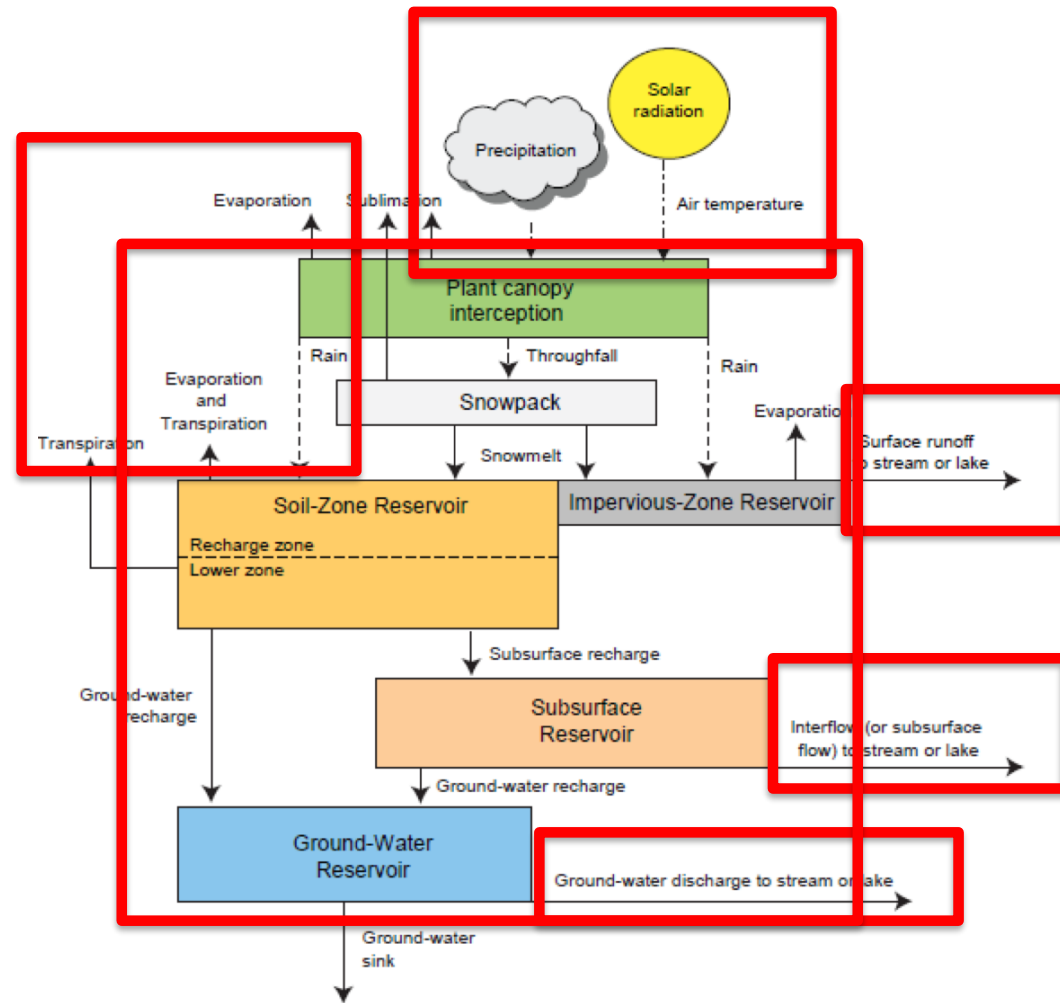 Solar
radiation
Precipitation
Evaporation
Sublimation
Air temperature
Plant canopy
interception
Rain
Throughfall
Rain
Evaporation
and
Transpiration
Snowpack
Evaporation
Transpiration
Snowmelt
Surface runoff
to stream or lake
Soil-Zone Reservoir
Impervious-Zone Reservoir
Recharge zone
Lower zone
Subsurface recharge
Ground-water
recharge
Subsurface
Reservoir
Interflow (or subsurface
flow) to stream or lake
Ground-water recharge
Ground-Water
Reservoir
Ground-water discharge to stream or lake
Ground-water
sink